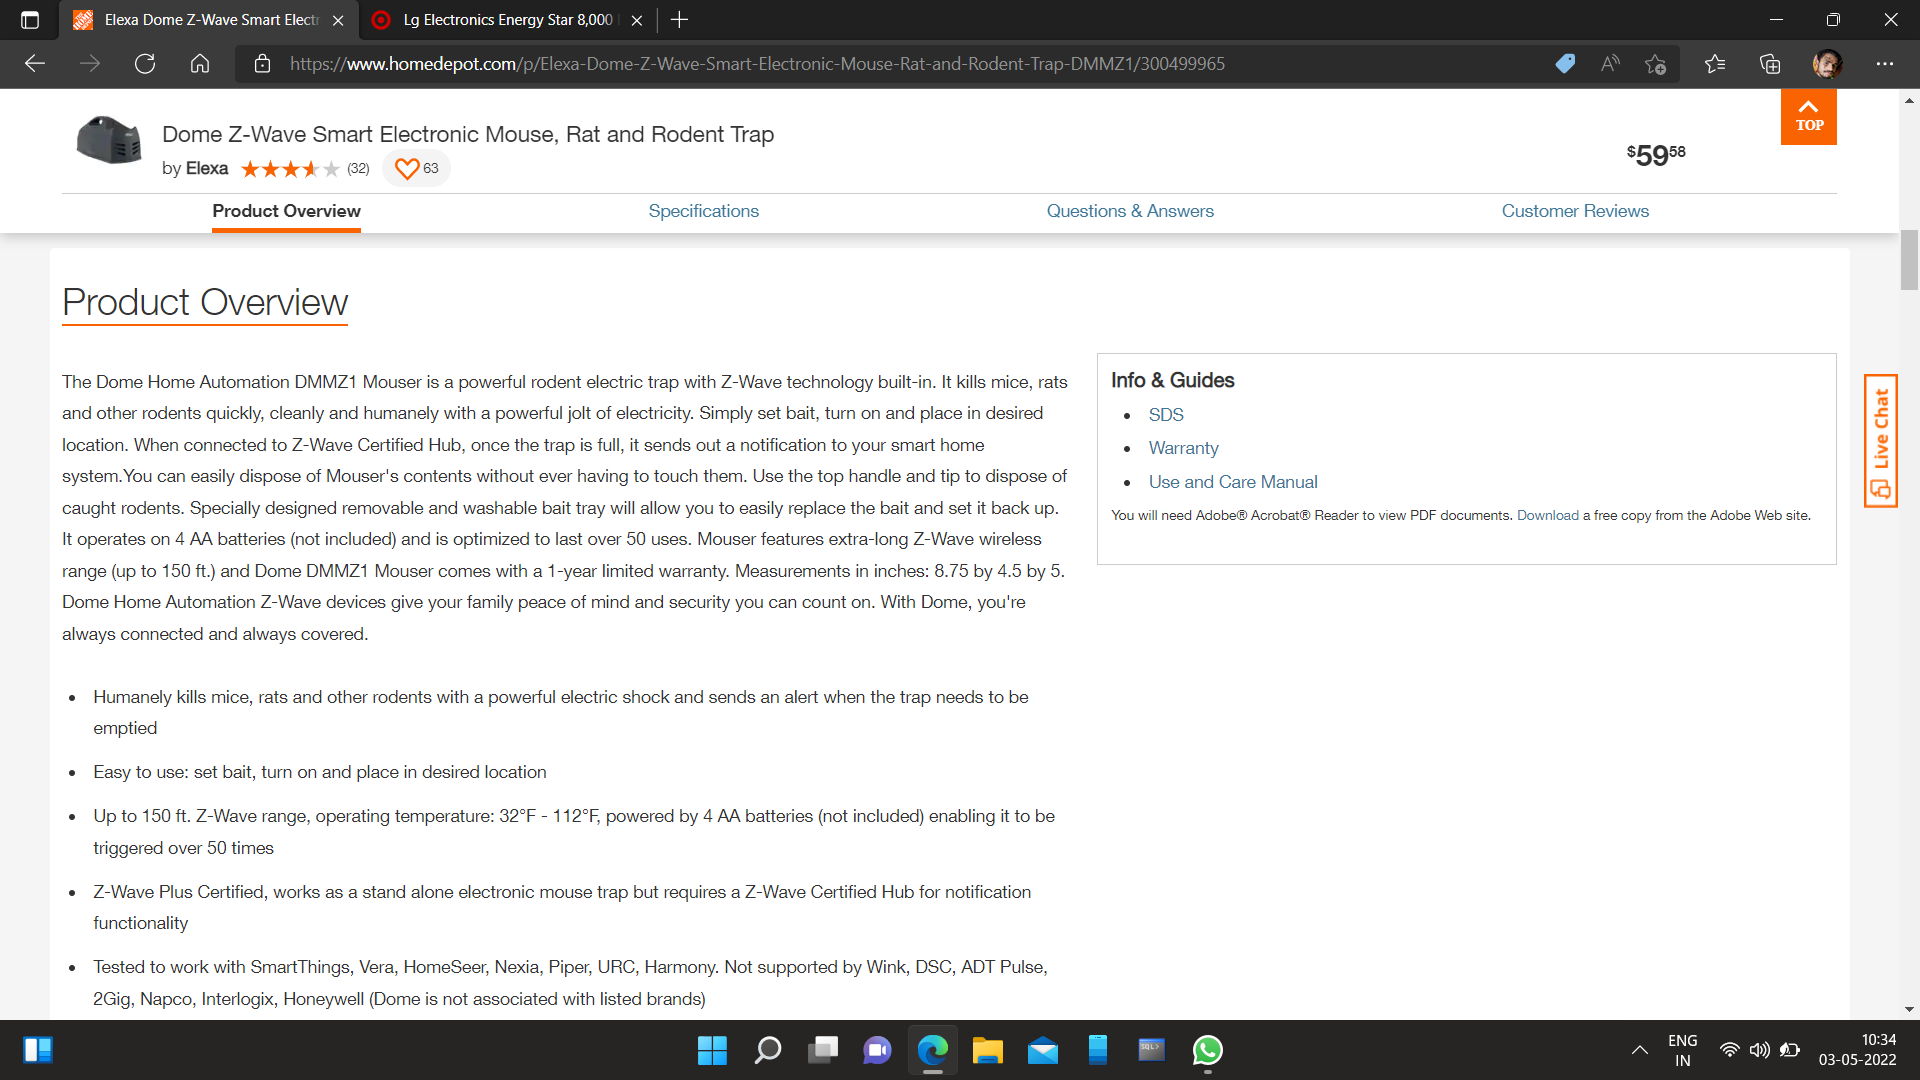 Elexa Dome Z-Wave Smart Electr
Lg Electronics Energy Star 8,000
https://www.homedepot.com/p/Elexa-Dome-Z-Wave-Smart-Electronic-Mouse-Rat-and-Rodent-Trap-DMMZ1/300499965
Dome Z-Wave Smart Electronic Mouse, Rat and Rodent Trap
by Elexa (32) 63
$59 58
TOP
Product Overview
Specifications
Questions & Answers
Customer Reviews
Product Overview
The Dome Home Automation DMMZ1 Mouser is a powerful rodent electric trap with Z-Wave technology built-in. It kills mice, rats
and other rodents quickly, cleanly and humanely with a powerful jolt of electricity. Simply set bait, turn on and place in desired
location. When connected to Z-Wave Certified Hub, once the trap is full, it sends out a notification to your smart home
system.You can easily dispose of Mouser's contents without ever having to touch them. Use the top handle and tip to dispose of
caught rodents. Specially designed removable and washable bait tray will allow you to easily replace the bait and set it back up.
It operates on 4 AA batteries (not included) and is optimized to last over 50 uses. Mouser features extra-long Z-Wave wireless
range (up to 150 ft.) and Dome DMMZ1 Mouser comes with a 1-year limited warranty. Measurements in inches: 8.75 by 4.5 by 5.
Dome Home Automation Z-Wave devices give your family peace of mind and security you can count on. With Dome, you're
always connected and always covered.
• Humanely kills mice, rats and other rodents with a powerful electric shock and sends an alert when the trap needs to be
emptied
• Easy to use: set bait, turn on and place in desired location
• Up to 150 ft. Z-Wave range, operating temperature: 32°F - 112°F, powered by 4 AA batteries (not included) enabling it to be
triggered over 50 times
• Z-Wave Plus Certified, works as a stand alone electronic mouse trap but requires a Z-Wave Certified Hub for notification
functionality
• Tested to work with SmartThings, Vera, HomeSeer, Nexia, Piper, URC, Harmony. Not supported by Wink, DSC, ADT Pulse,
2Gig, Napco, Interlogix, Honeywell (Dome is not associated with listed brands)
Info & Guides
• SDS
• Warranty
• Use and Care Manual
You will need Adobe® Acrobat® Reader to view PDF documents. Download a free copy from the Adobe Web site.
Live Chat
SQL>
ENG
IN
10:34
03-05-2022